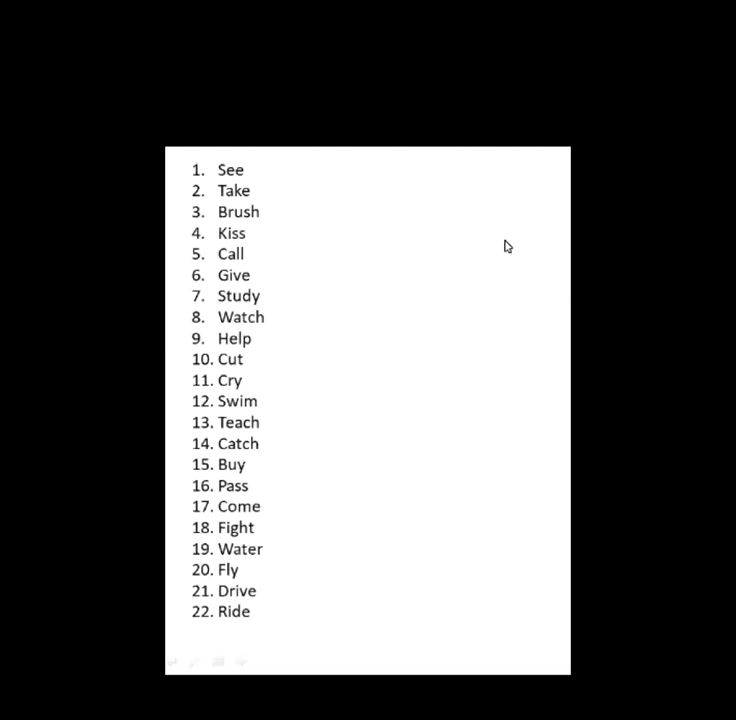 1. See
2. Take
3. Brush
4. Kiss
5. Call
6. Give
7. Study
8. Watch
9. Help
10. Cut
11. Cry
12. Swim
13. Teach
14. Catch
15. Buy
16. Pass
17. Come
18. Fight
19. Water
20. Fly
21. Drive
22. Ride